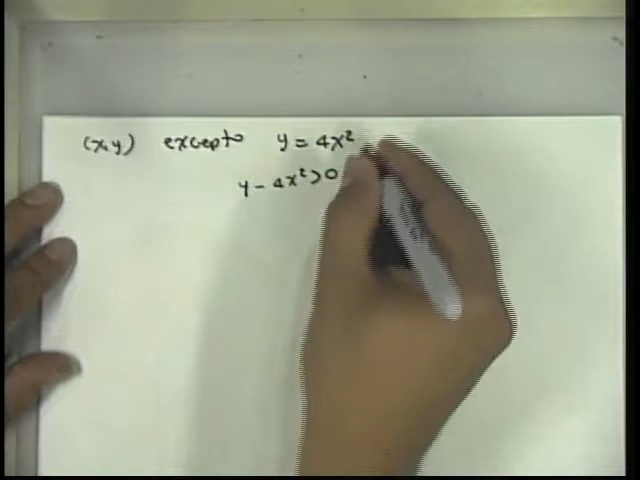 (x,y) excepto y = 4x²
y - 4x² > 0